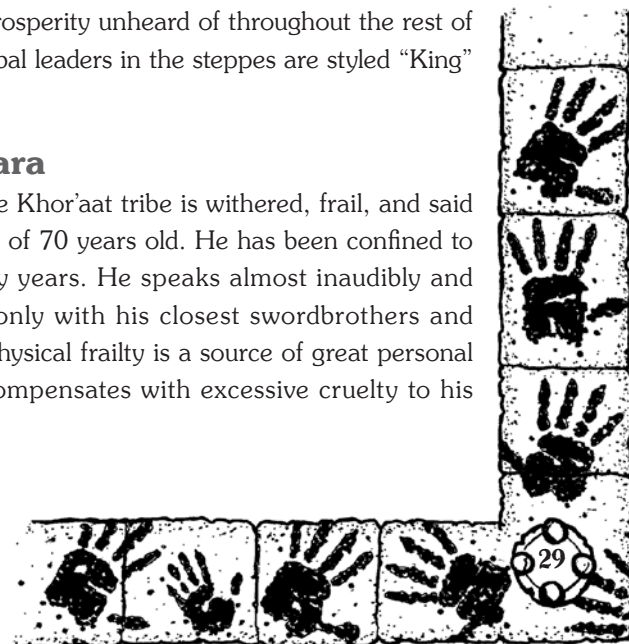 rosperity unheard of throughout the rest of
bal leaders in the steppes are styled “King”
ara
e Khor’aat tribe is withered, frail, and said
of 70 years old. He has been confined to
y years. He speaks almost inaudibly and
only with his closest swordbrothers and
hysical frailty is a source of great personal
ompensates with excessive cruelty to his
29